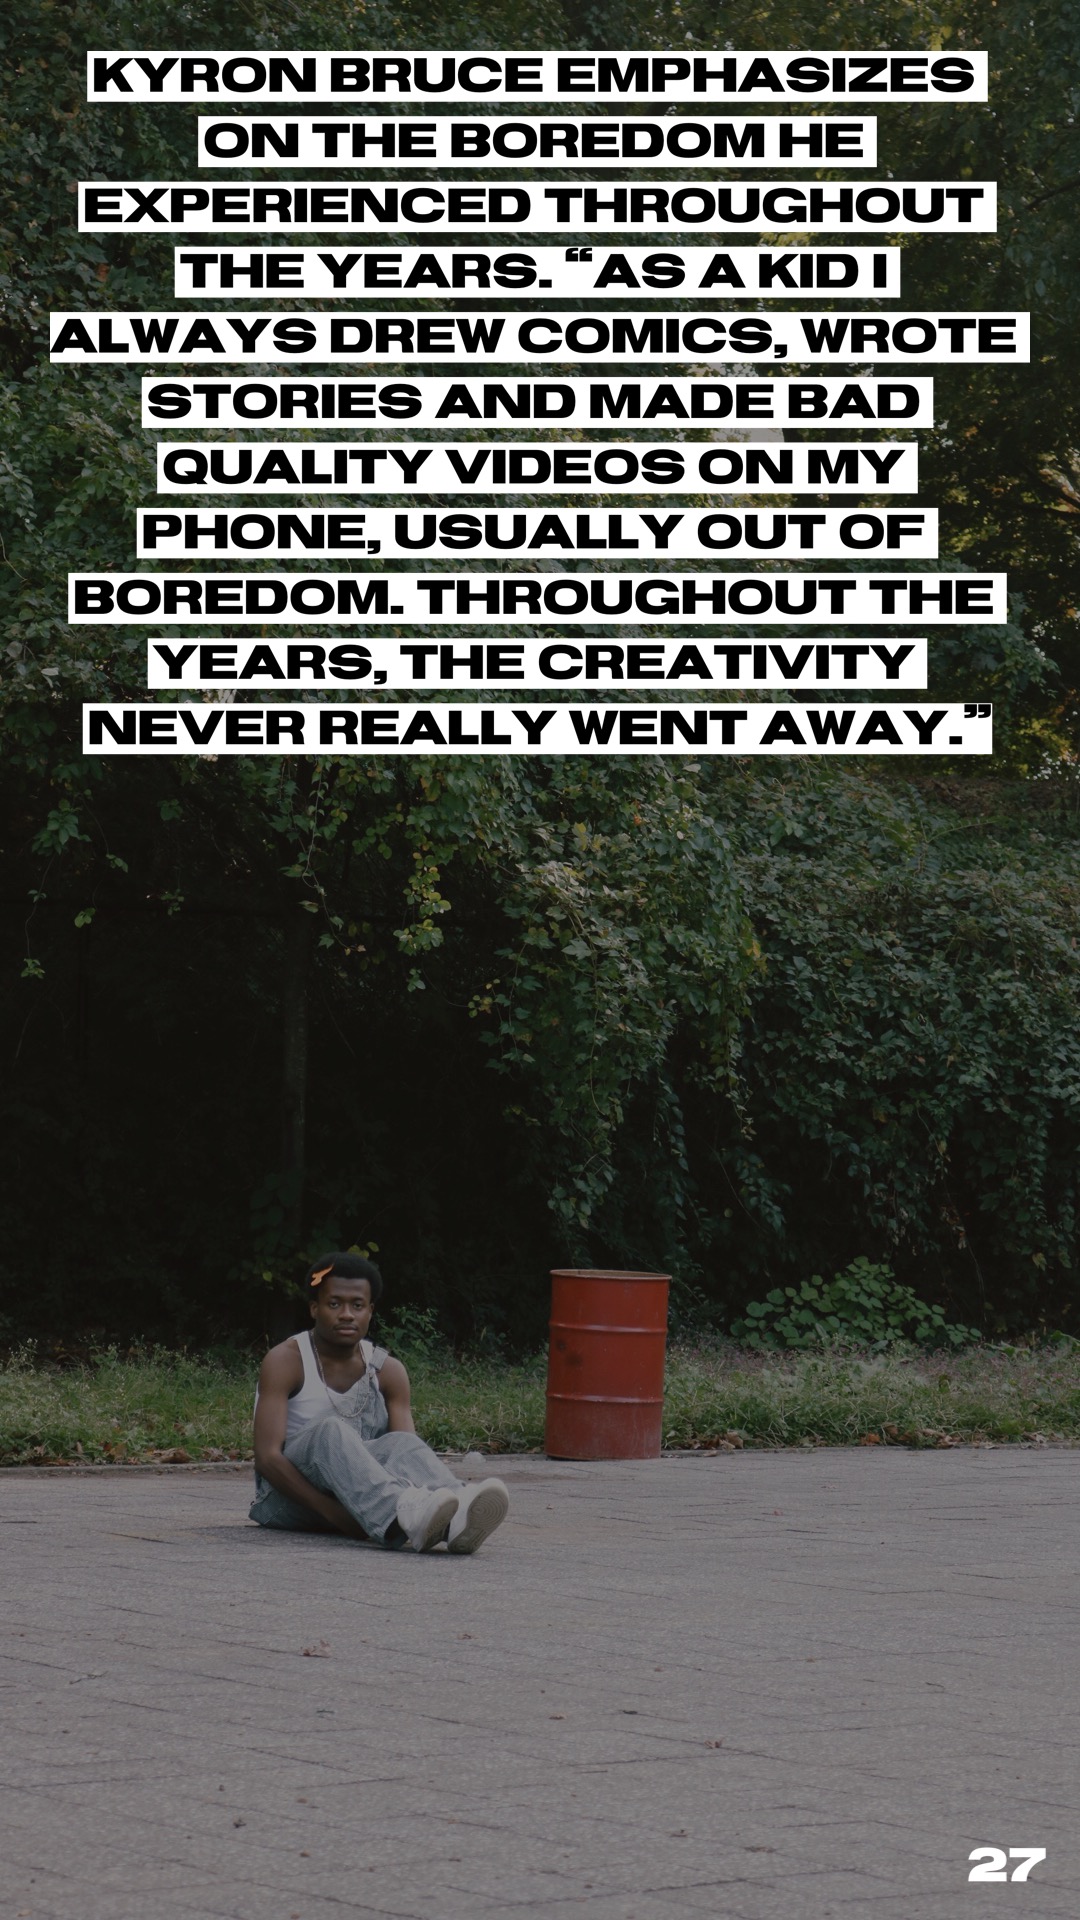 KYRON BRUCE EMPHASIZES
ON THE BOREDOM HE
EXPERIENCED THROUGHOUT
THE YEARS. “AS A KID I
ALWAYS DREW COMICS, WROTE
STORIES AND MADE BAD
QUALITY VIDEOS ON MY
PHONE, USUALLY OUT OF
BOREDOM. THROUGHOUT THE
YEARS, THE CREATIVITY
NEVER REALLY WENT AWAY.”
27